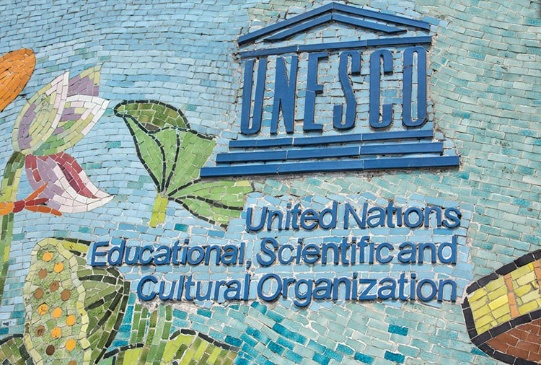 UNESCO
United Nations
Educational, Scientific and
Cultural Organization